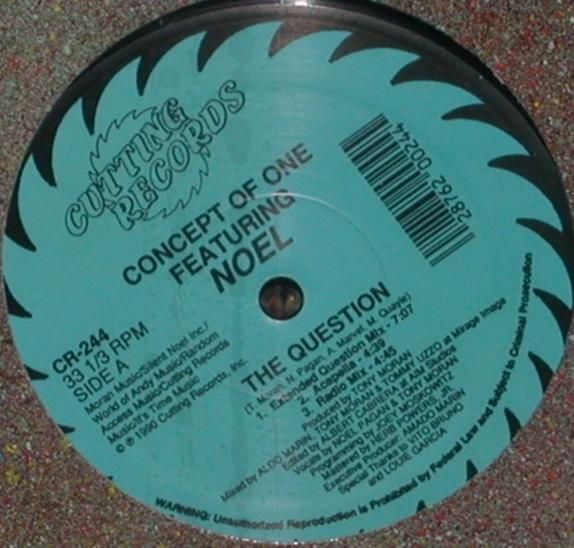 CUTTING
RECORDS
28762 00244
CONCEPT OF ONE
FEATURING
NOEL
CR-244
33 1/3 RPM
SIDE A
Moran Music/Silent Noel Inc./
World of Andy Music/Random
Access Music/Cutting Records
Music/It's Time Music
© ℗ 1990 Cutting Records, Inc.
THE QUESTION
(T. Moran, N. Pagan, A. Marvel, M. Quayle)
1. Extended Question Mix - 7:07
2. Acapella - 4:39
3. Radio Mix - 4:45
Produced by TONY MORAN
Mixed by ALDO MARIN, TONY MORAN & TOMMY UZZO at Mirage Image
Edited by ALBERT CABRERA at AIM Studios
Vocals by NOEL PAGAN & TONY MORAN
Programming by JOEY MOSKOWITZ
Mastered by HERB POWERS, JR.
Executive Producer: AMADO MARIN
Special Thanks to VITO BRUNO
and LOUIE GARCIA
WARNING: Unauthorized Reproduction is Prohibited by Federal Law and Subject to Criminal Prosecution